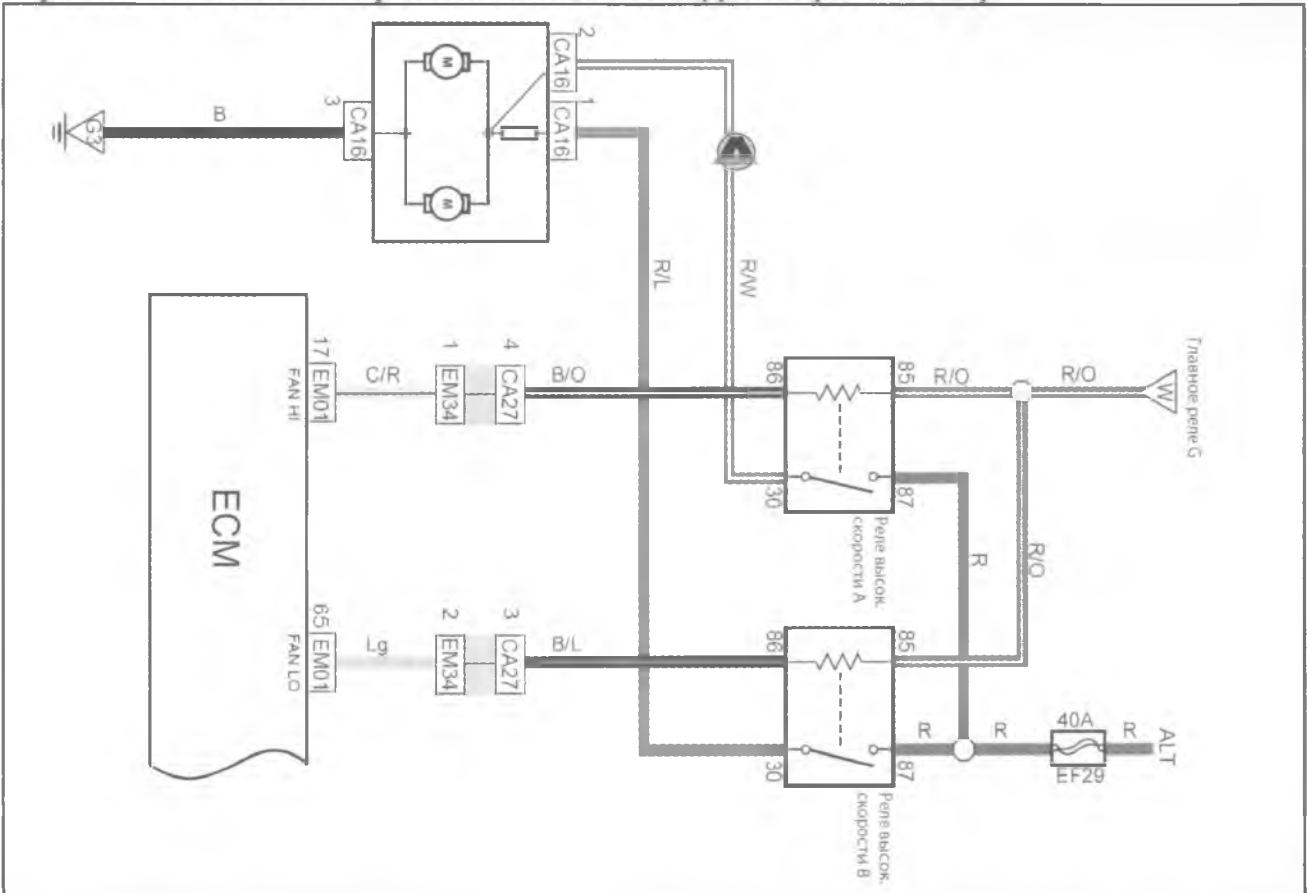 2
CA16
1
CA16
3
CA16
M
M
B
G3
R/L
R/W
ECM
17
EM01
FAN HI
C/R
1
EM34
4
CA27
B/O
86
85
30
87
R/O
R/O
W
Главное реле G
Реле высок.
скорости А
R
R/O
65
EM01
FAN LO
Lg
2
EM34
3
CA27
B/L
86
85
30
87
Реле высок.
скорости В
R
R
40A
EF29
R
ALT